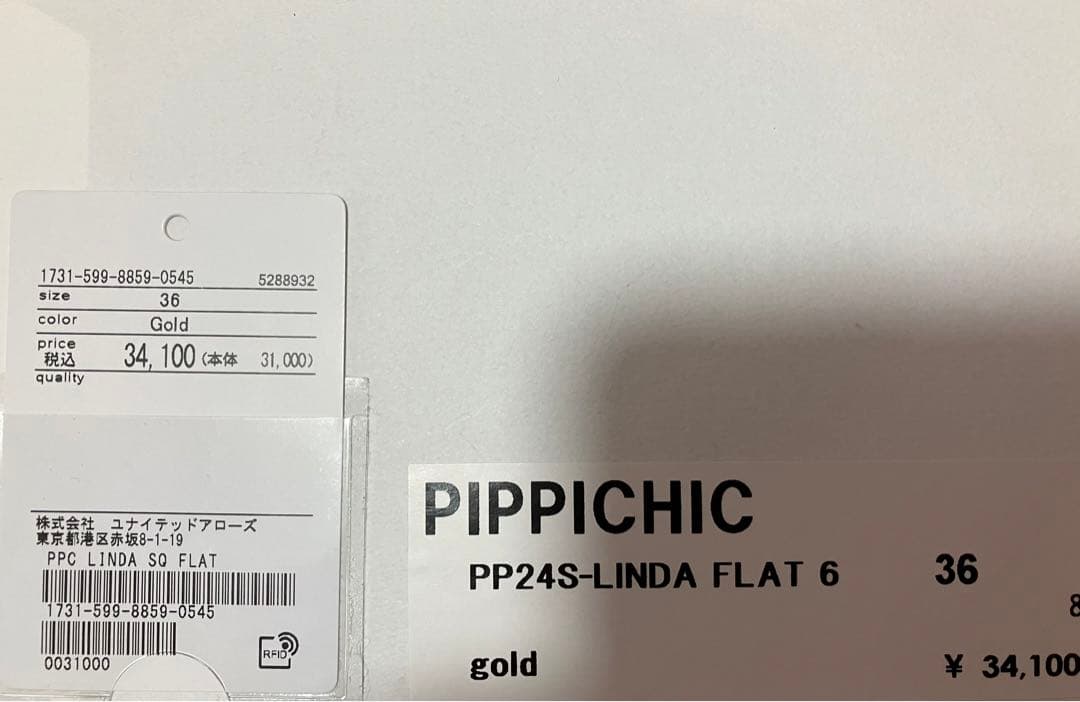 1731-599-8859-0545 5288932
size 36
color Gold
price
税込 34,100 (本体 31,000)
quality
株式会社 ユナイテッドアローズ
東京都港区赤坂8-1-19
PPC LINDA SQ FLAT
1731-599-8859-0545
0031000
RFID
PIPPICHIC
PP24S-LINDA FLAT 6 36
8
gold ¥ 34,100